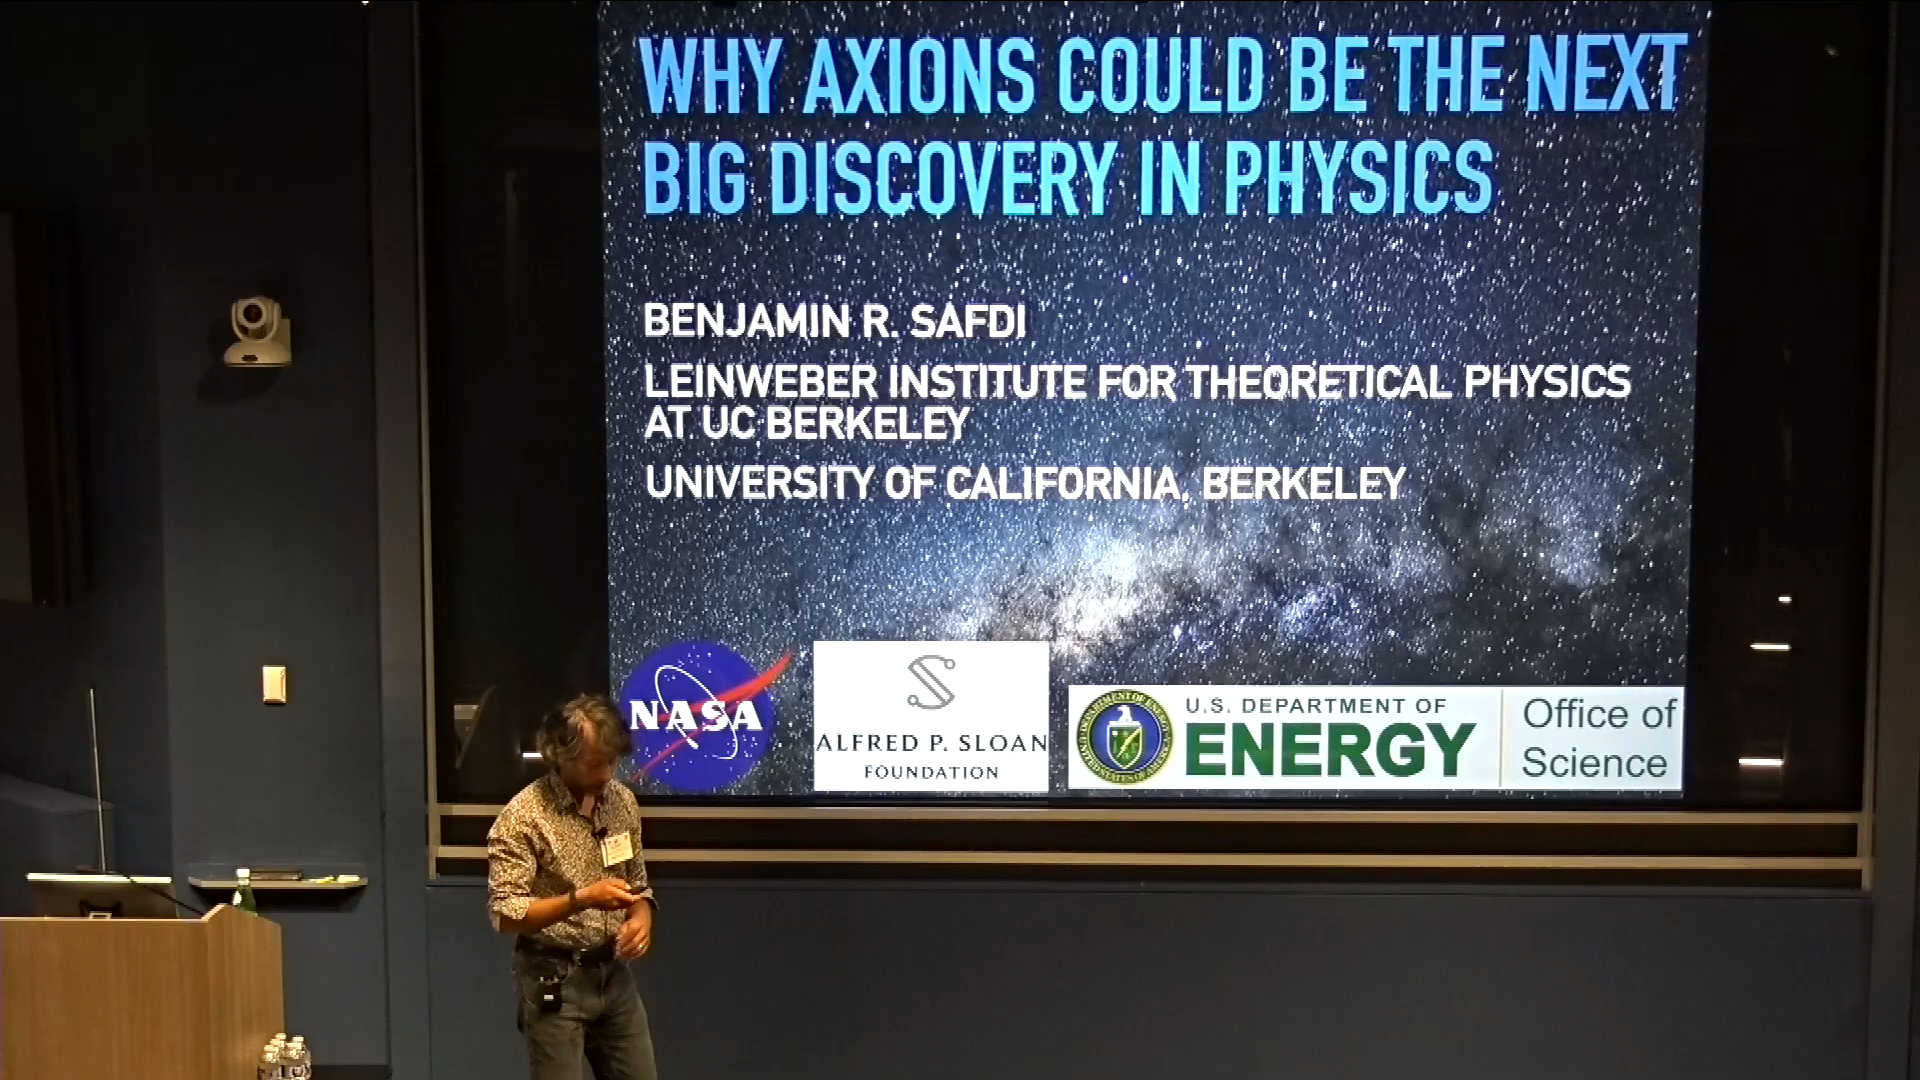 WHY AXIONS COULD BE THE NEXT
BIG DISCOVERY IN PHYSICS
BENJAMIN R. SAFDI
LEINWEBER INSTITUTE FOR THEORETICAL PHYSICS
AT UC BERKELEY
UNIVERSITY OF CALIFORNIA, BERKELEY
NASA
ALFRED P. SLOAN
FOUNDATION
U.S. DEPARTMENT OF
ENERGY
Office of
Science